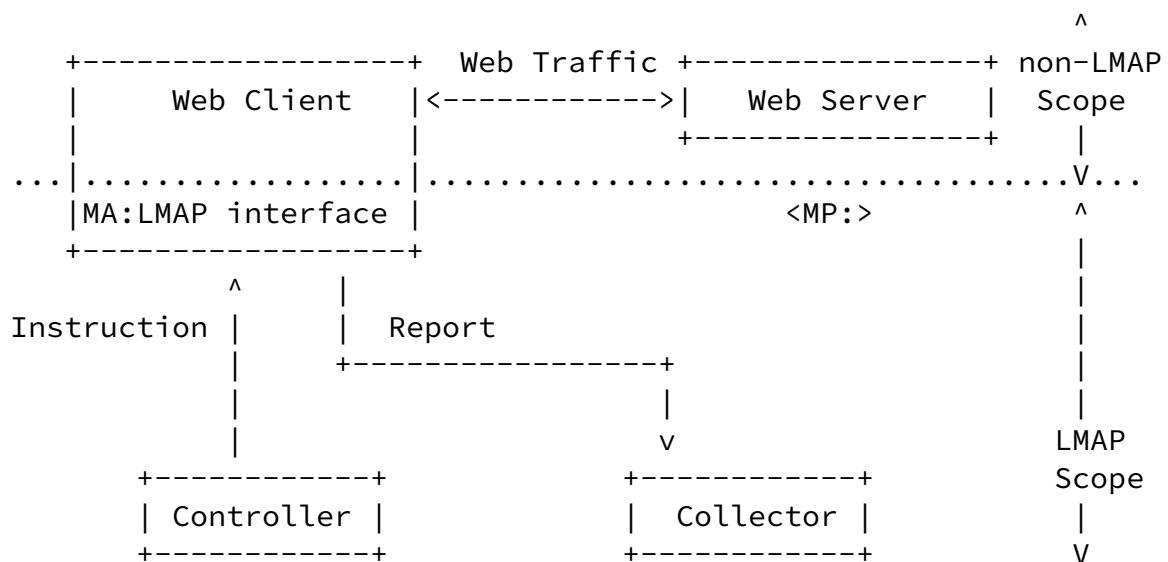 ^
+------------------+ Web Traffic +----------------+ non-LMAP
| Web Client |<------------>| Web Server | Scope
| | +----------------+ |
...|..................|....................................V...
|MA:LMAP interface | <MP:> ^
+------------------+ |
^ | |
Instruction | | Report |
| +-----------------+ |
| | |
| v LMAP
+------------+ +------------+ Scope
| Controller | | Collector | |
+------------+ +------------+ V